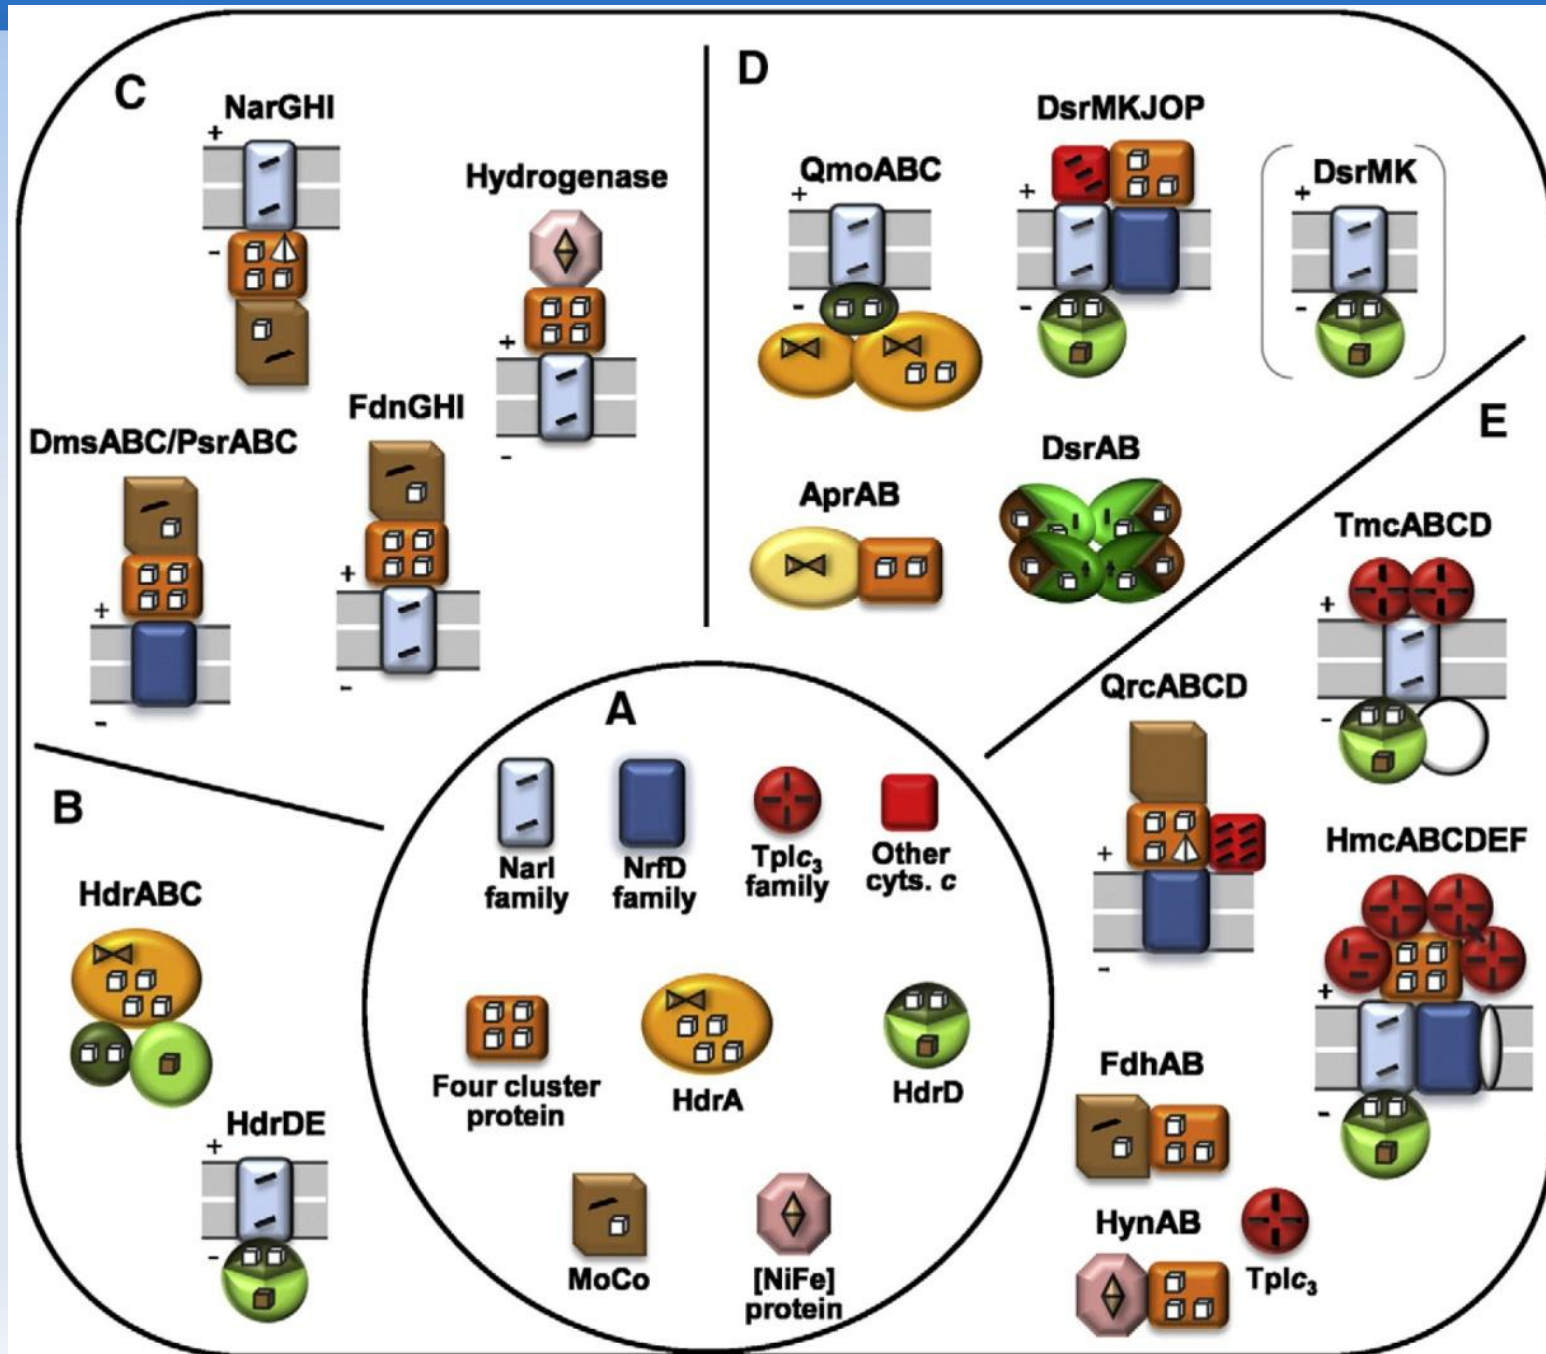 C
NarGHI
+
-
Hydrogenase
+
-
DmsABC/PsrABC
+
-
FdnGHI
+
-
D
QmoABC
+
-
DsrMKJOP
+
-
DsrMK
+
-
AprAB
DsrAB
E
TmcABCD
+
-
QrcABCD
+
-
HmcABCDEF
+
-
FdhAB
HynAB
Tplc₃
A
NarI
family
NrfD
family
Tplc₃
family
Other
cyts. c
Four cluster
protein
HdrA
HdrD
MoCo
[NiFe]
protein
B
HdrABC
HdrDE
+
-